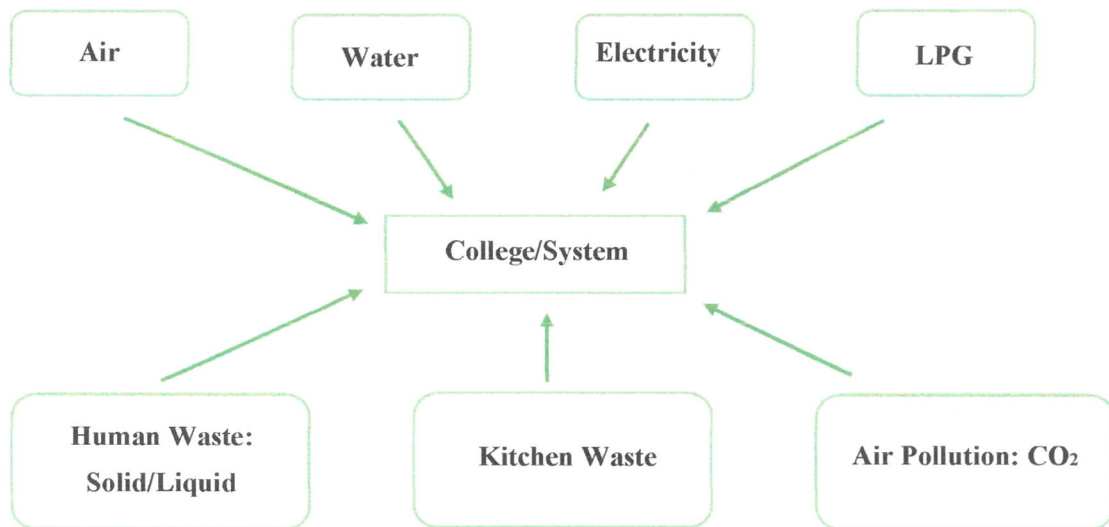 Air
Water
Electricity
LPG
College/System
Human Waste:
Solid/Liquid
Kitchen Waste
Air Pollution: CO₂